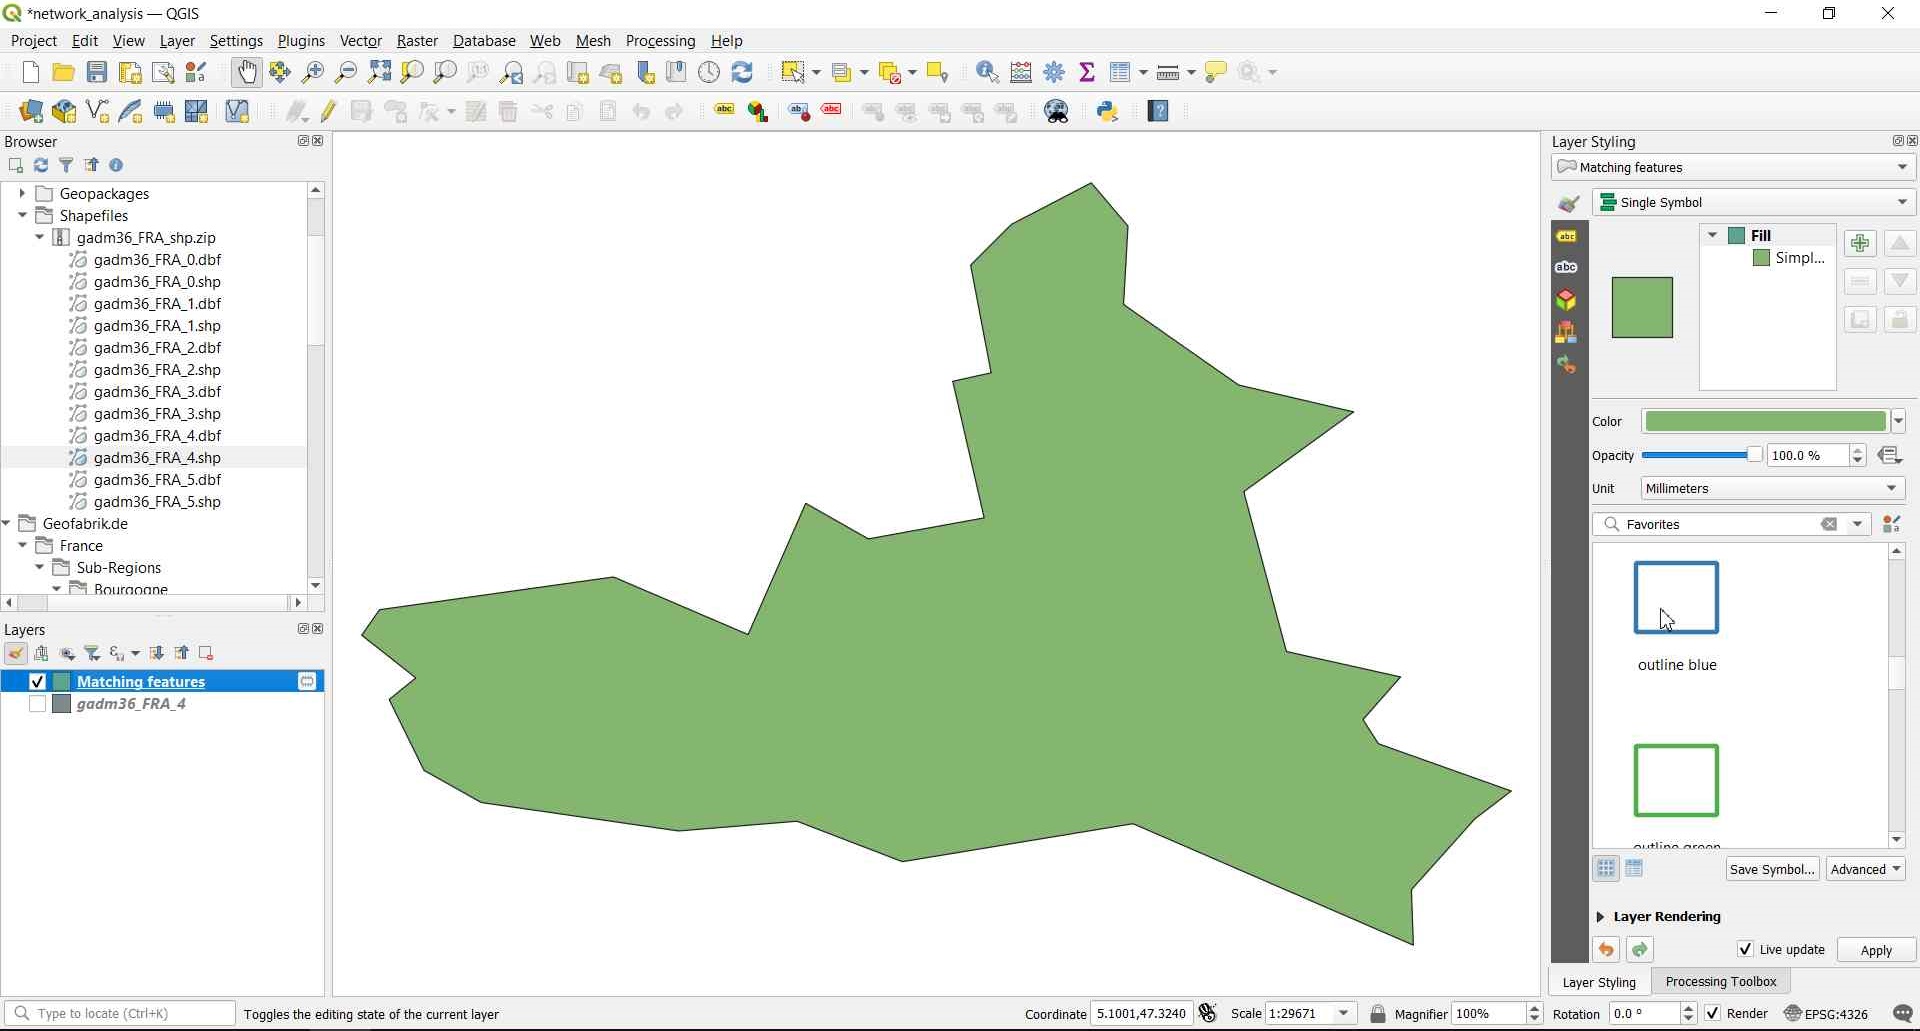 *network_analysis — QGIS
Project Edit View Layer Settings Plugins Vector Raster Database Web Mesh Processing Help
Browser
Geopackages
Shapefiles
gadm36_FRA_shp.zip
gadm36_FRA_0.dbf
gadm36_FRA_0.shp
gadm36_FRA_1.dbf
gadm36_FRA_1.shp
gadm36_FRA_2.dbf
gadm36_FRA_2.shp
gadm36_FRA_3.dbf
gadm36_FRA_3.shp
gadm36_FRA_4.dbf
gadm36_FRA_4.shp
gadm36_FRA_5.dbf
gadm36_FRA_5.shp
Geofabrik.de
France
Sub-Regions
Bourgogne
Layers
Matching features
gadm36_FRA_4
Layer Styling
Matching features
Single Symbol
Fill
Simpl...
Color
Opacity 100.0 %
Unit Millimeters
Favorites
outline blue
outline green
Save Symbol... Advanced
Layer Rendering
Live update Apply
Layer Styling Processing Toolbox
Type to locate (Ctrl+K) Toggles the editing state of the current layer Coordinate 5.1001,47.3240 Scale 1:29671 Magnifier 100% Rotation 0.0 ° Render EPSG:4326